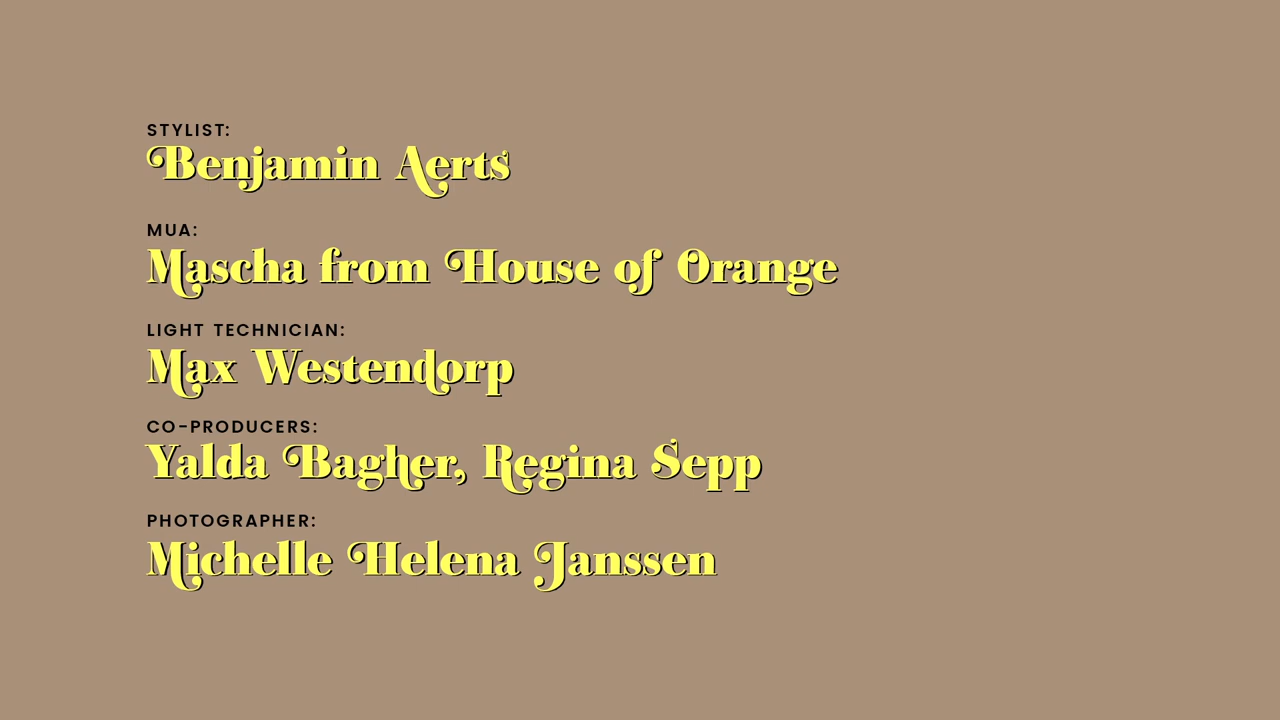 STYLIST:
Benjamin Aerts
MUA:
Mascha from House of Orange
LIGHT TECHNICIAN:
Max Westendorp
CO-PRODUCERS:
Yalda Bagher, Regina Sepp
PHOTOGRAPHER:
Michelle Helena Janssen